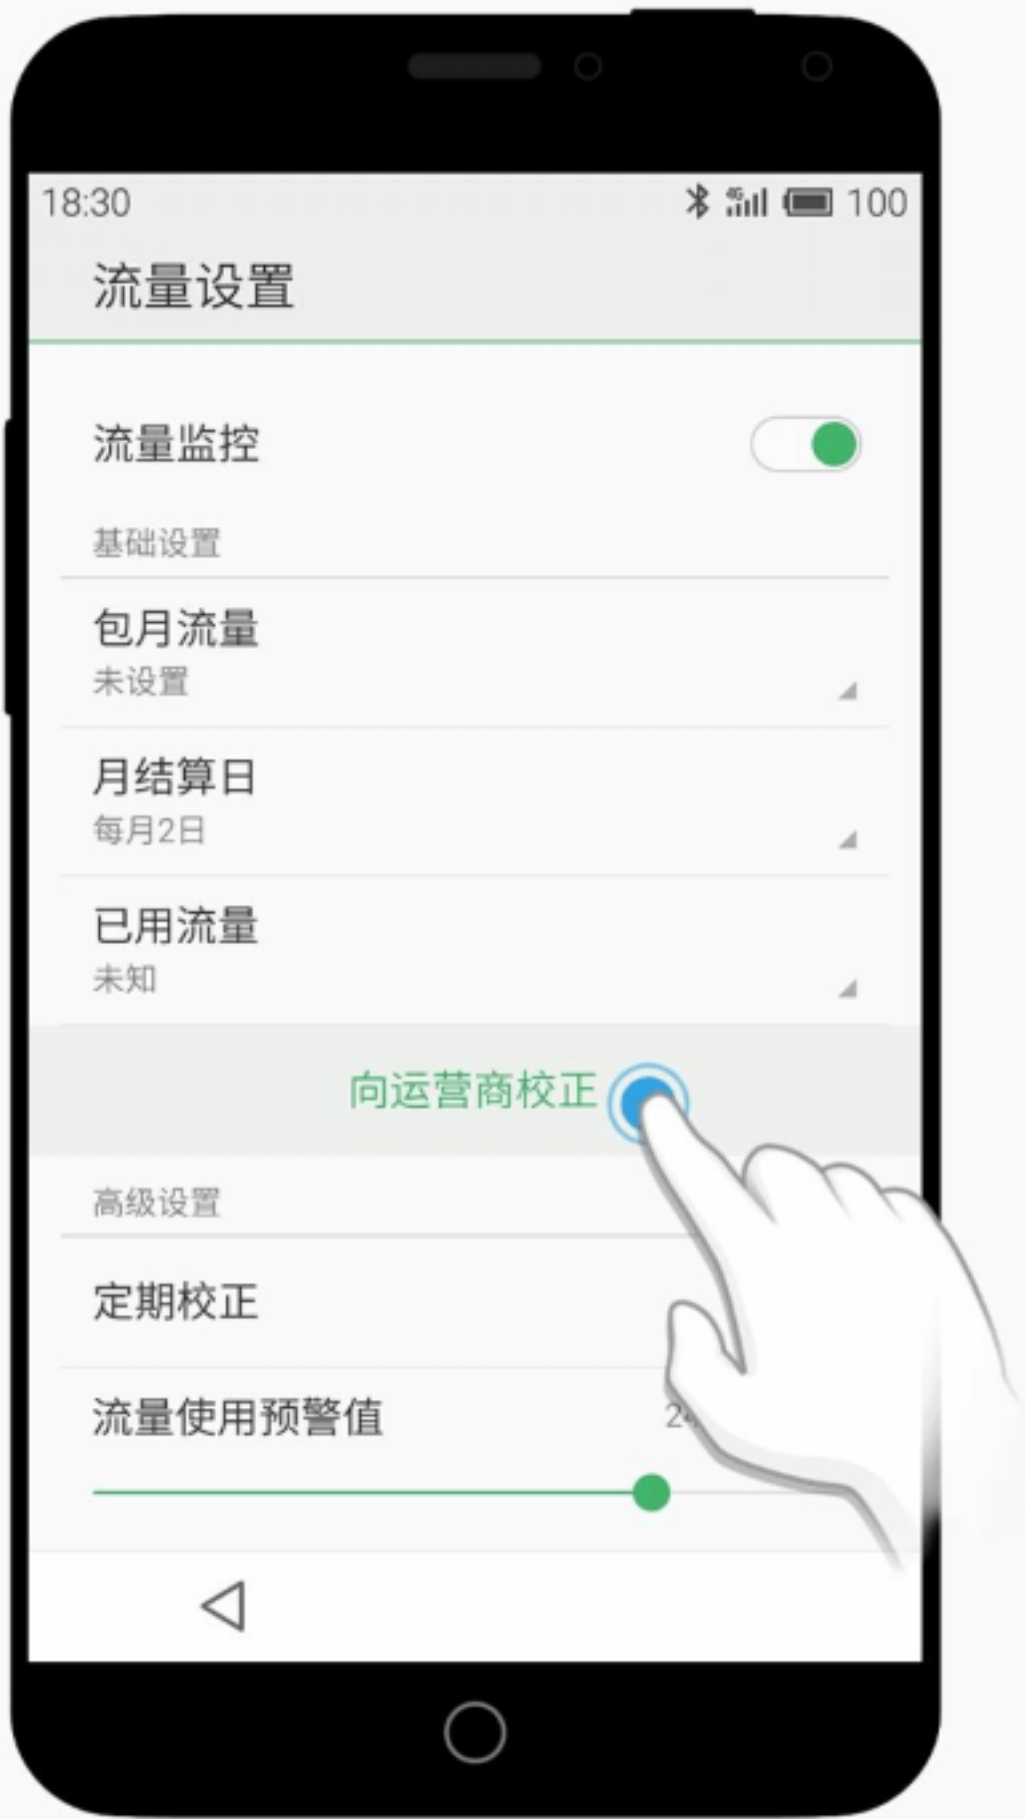 18:30 4G 100
流量设置
流量监控
基础设置
包月流量
未设置
月结算日
每月2日
已用流量
未知
向运营商校正
高级设置
定期校正
流量使用预警值